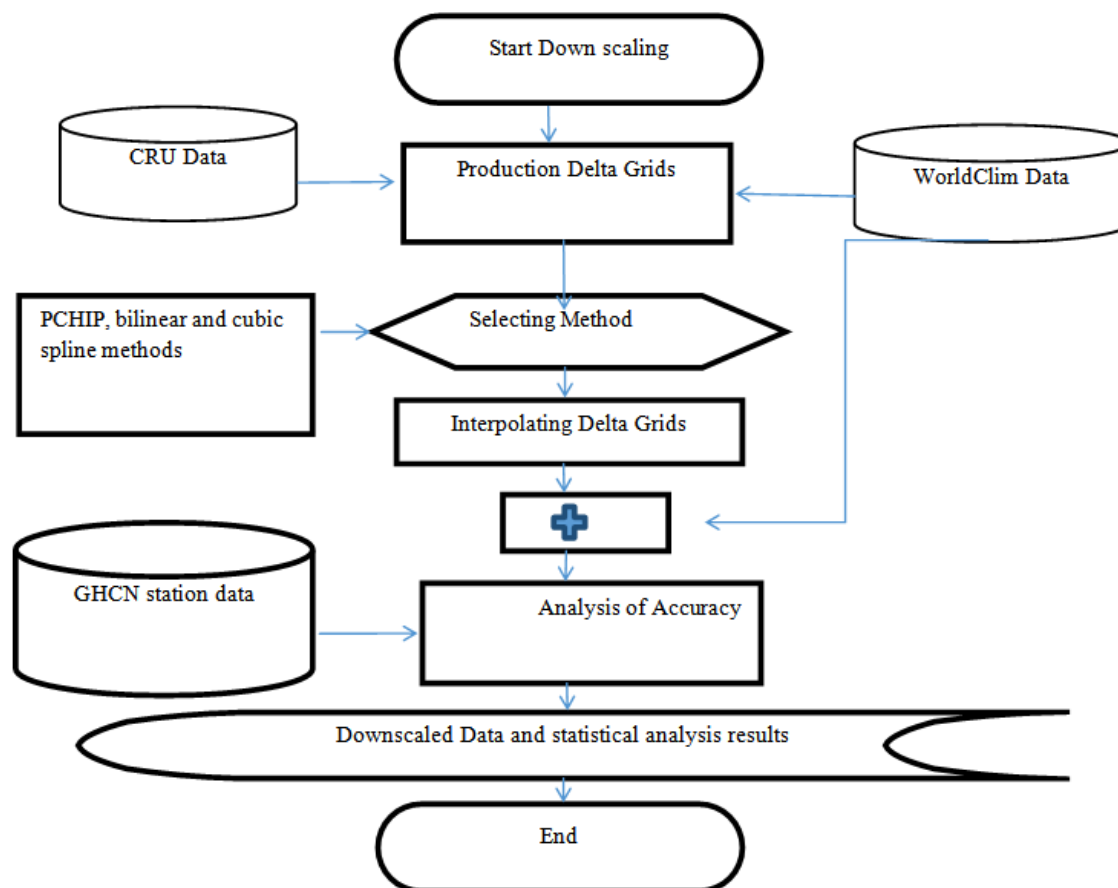 Start Down scaling
CRU Data
Production Delta Grids
WorldClim Data
PCHIP, bilinear and cubic
spline methods
Selecting Method
Interpolating Delta Grids
GHCN station data
Analysis of Accuracy
Downscaled Data and statistical analysis results
End